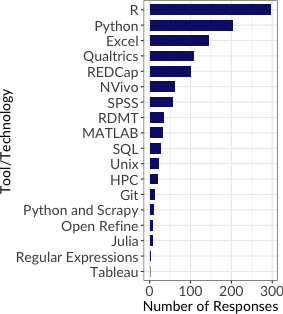 Tool/Technology
R
Python
Excel
Qualtrics
REDCap
NVivo
SPSS
RDMT
MATLAB
SQL
Unix
HPC
Git
Python and Scrapy
Open Refine
Julia
Regular Expressions
Tableau
0 100 200 300
Number of Responses